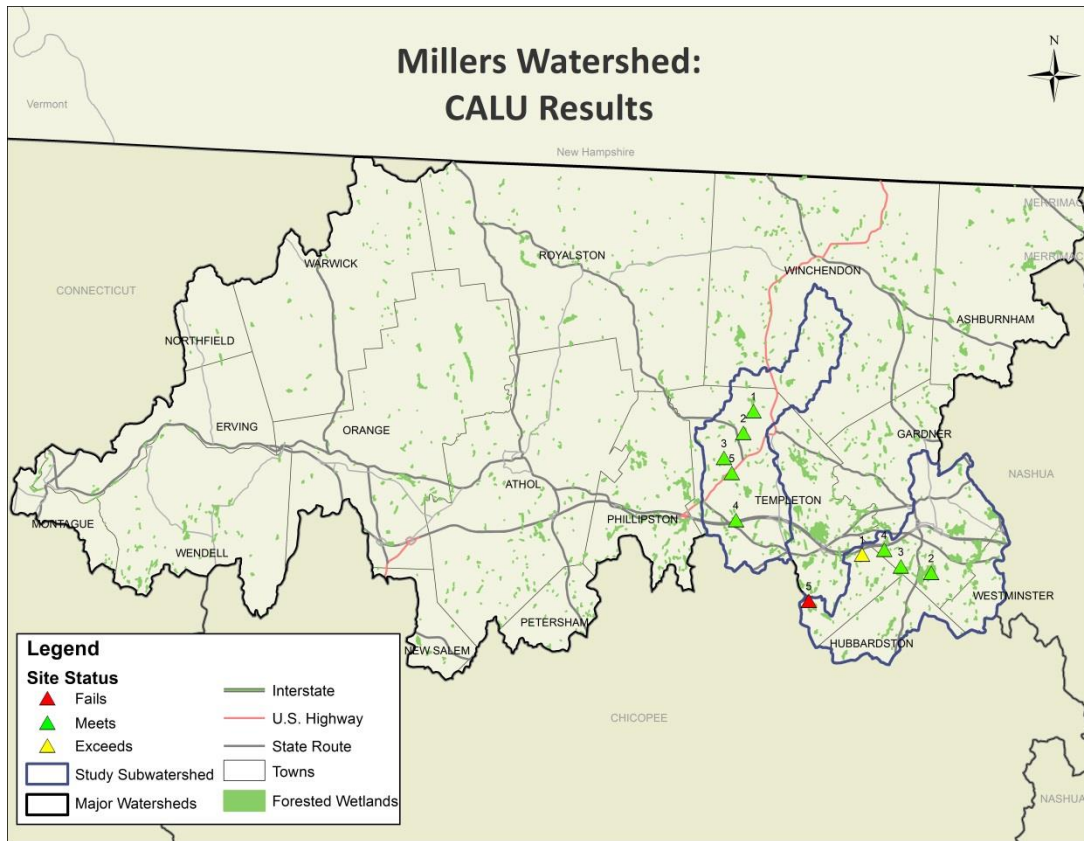 Millers Watershed:
CALU Results
N
Vermont
New Hampshire
MERRIMAC
MERRIMAC
ROYALSTON
WARWICK
WINCHENDON
CONNECTICUT
ASHBURNHAM
NORTHFIELD
1
ERVING
ORANGE
2
GARDNER
3
5
NASHUA
ATHOL
TEMPLETON
4
PHILLIPSTON
MONTAGUE
1
4
WENDELL
3
2
5
WESTMINSTER
PETERSHAM
HUBBARDSTON
NEW SALEM
CHICOPEE
NASHUA
Legend
Site Status
Fails
Meets
Exceeds
Study Subwatershed
Major Watersheds
Interstate
U.S. Highway
State Route
Towns
Forested Wetlands